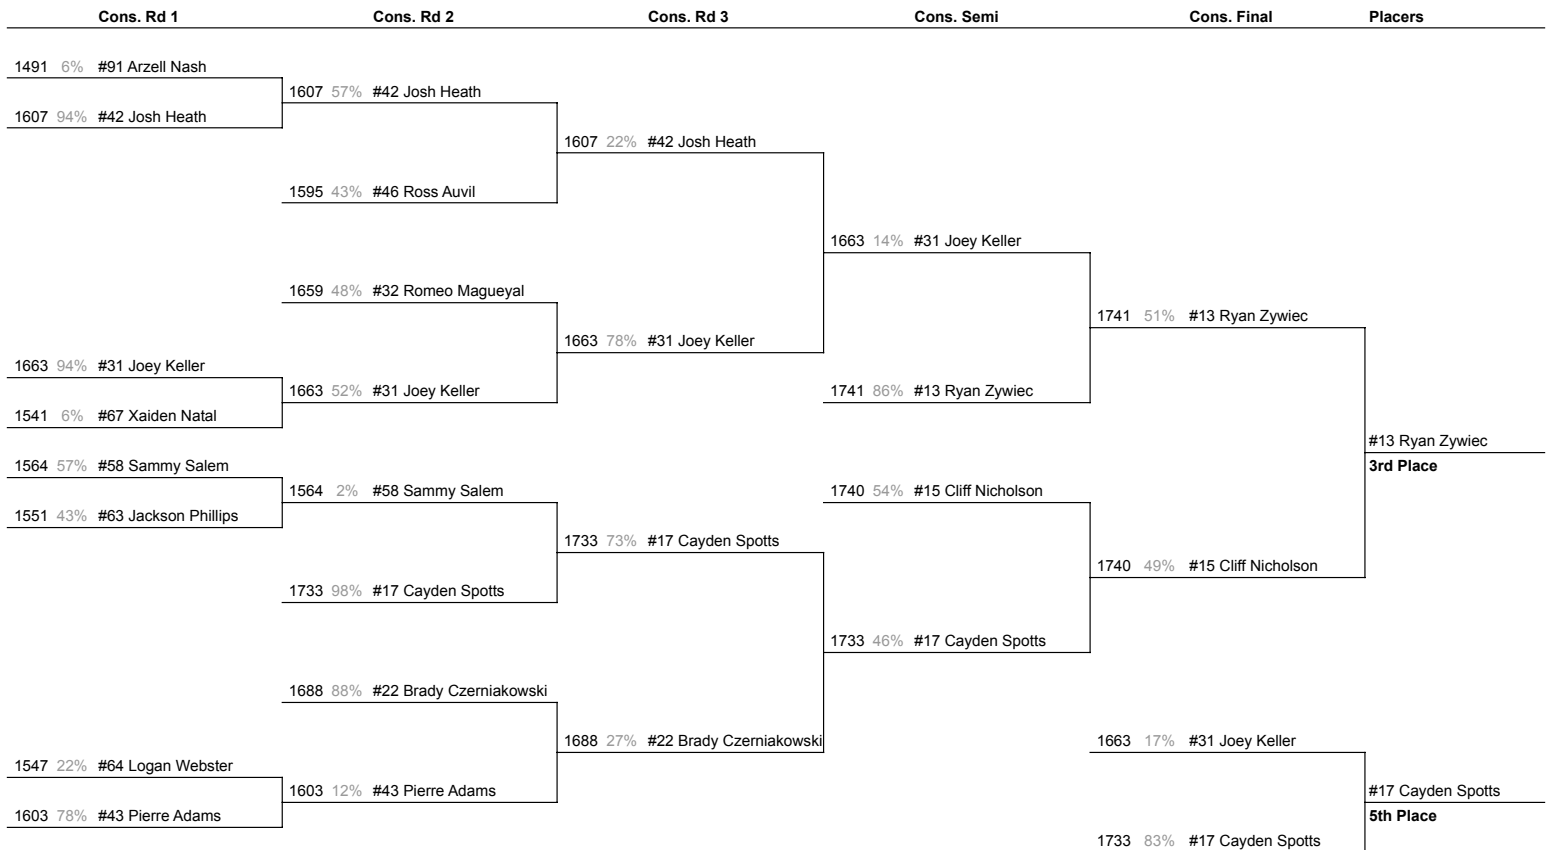 Cons. Rd 1 Cons. Rd 2 Cons. Rd 3 Cons. Semi Cons. Final Placers
1491 6% #91 Arzell Nash
1607 57% #42 Josh Heath
1607 94% #42 Josh Heath
1607 22% #42 Josh Heath
1595 43% #46 Ross Auvil
1663 14% #31 Joey Keller
1659 48% #32 Romeo Magueyal
1741 51% #13 Ryan Zywiec
1663 78% #31 Joey Keller
1663 94% #31 Joey Keller
1663 52% #31 Joey Keller
1741 86% #13 Ryan Zywiec
1541 6% #67 Xaiden Natal
#13 Ryan Zywiec
1564 57% #58 Sammy Salem
3rd Place
1564 2% #58 Sammy Salem
1740 54% #15 Cliff Nicholson
1551 43% #63 Jackson Phillips
1733 73% #17 Cayden Spotts
1740 49% #15 Cliff Nicholson
1733 98% #17 Cayden Spotts
1733 46% #17 Cayden Spotts
1688 88% #22 Brady Czerniakowski
1688 27% #22 Brady Czerniakowski
1663 17% #31 Joey Keller
1547 22% #64 Logan Webster
1603 12% #43 Pierre Adams
#17 Cayden Spotts
1603 78% #43 Pierre Adams
5th Place
1733 83% #17 Cayden Spotts